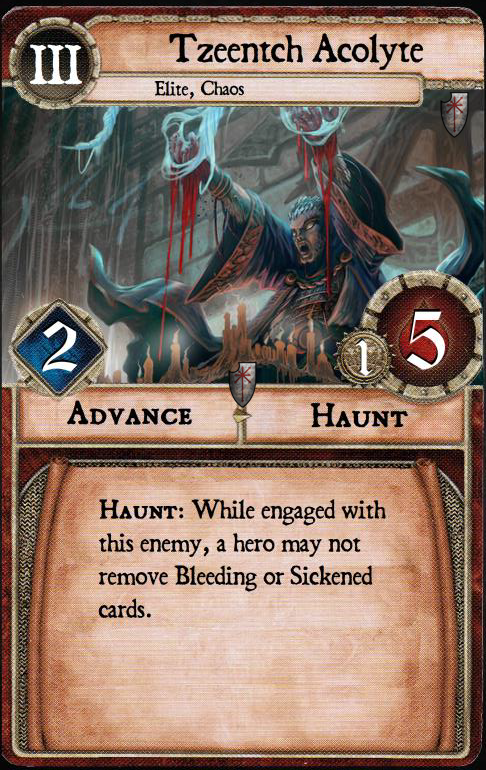 III
Tzeentch Acolyte
Elite, Chaos
2
1
5
Advance
Haunt
Haunt: While engaged with
this enemy, a hero may not
remove Bleeding or Sickened
cards.